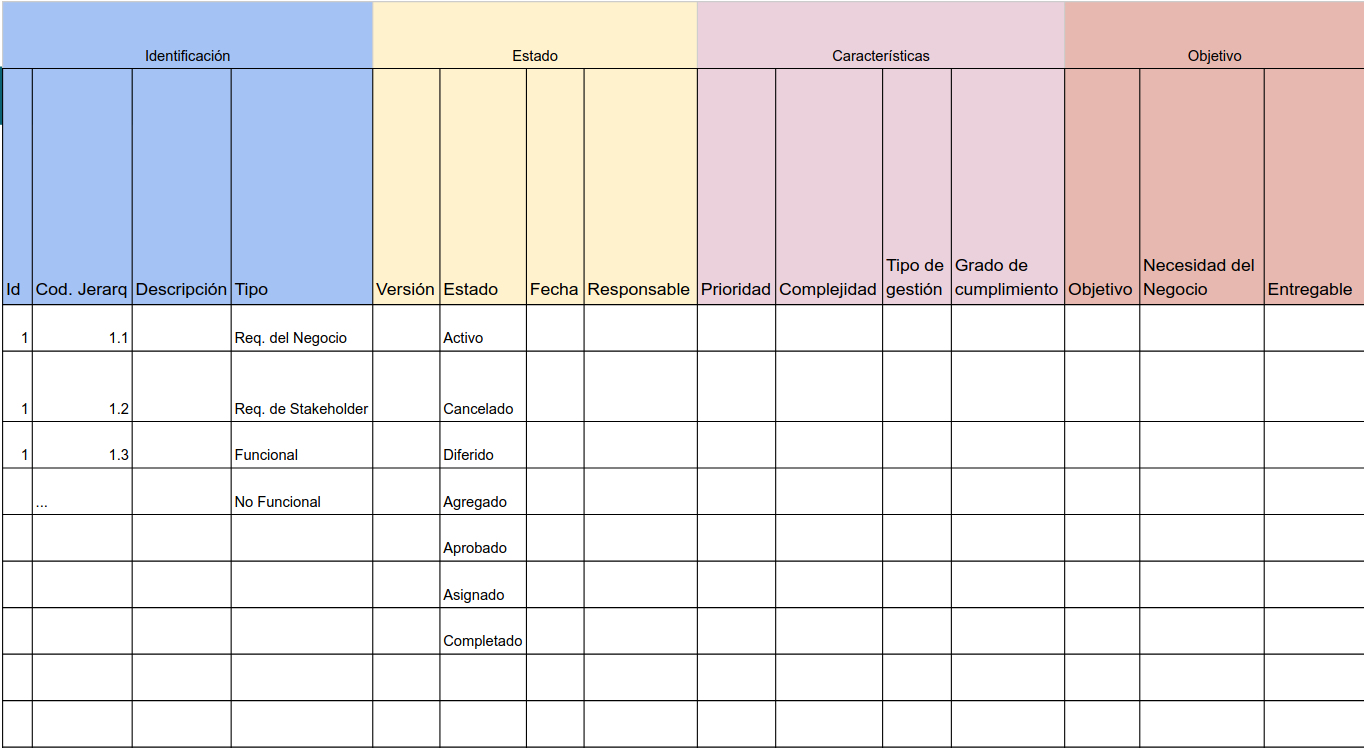 Identificación Estado Características Objetivo
Id Cod. Jerarq Descripción Tipo Versión Estado Fecha Responsable Prioridad Complejidad Tipo de gestión Grado de cumplimiento Objetivo Necesidad del Negocio Entregable
1 1.1 Req. del Negocio Activo
1 1.2 Req. de Stakeholder Cancelado
1 1.3 Funcional Diferido
... No Funcional Agregado
Aprobado
Asignado
Completado